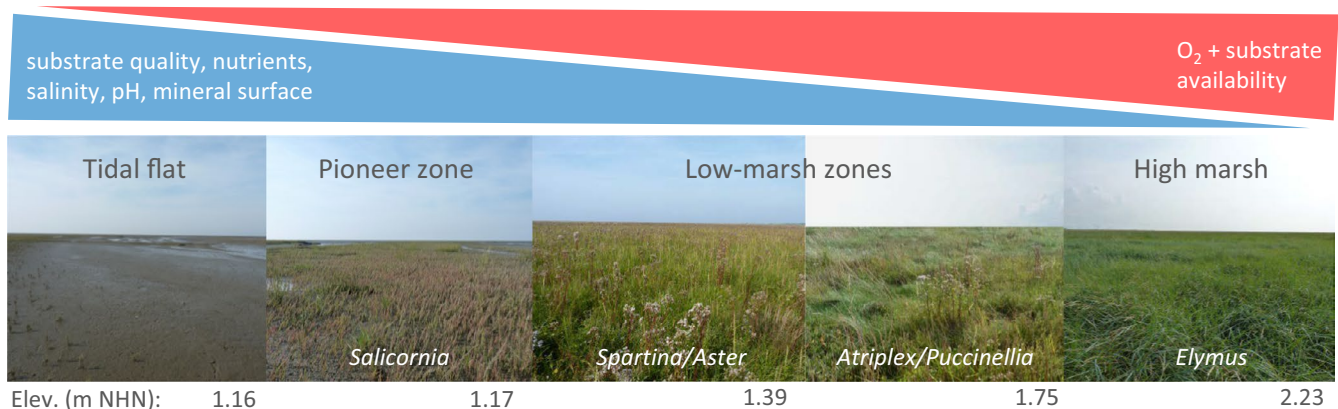 substrate quality, nutrients,
salinity, pH, mineral surface
O₂ + substrate
availability
Tidal flat
Pioneer zone
Low-marsh zones
High marsh
Salicornia
Spartina/Aster
Atriplex/Puccinellia
Elymus
Elev. (m NHN): 1.16 1.17 1.39 1.75 2.23